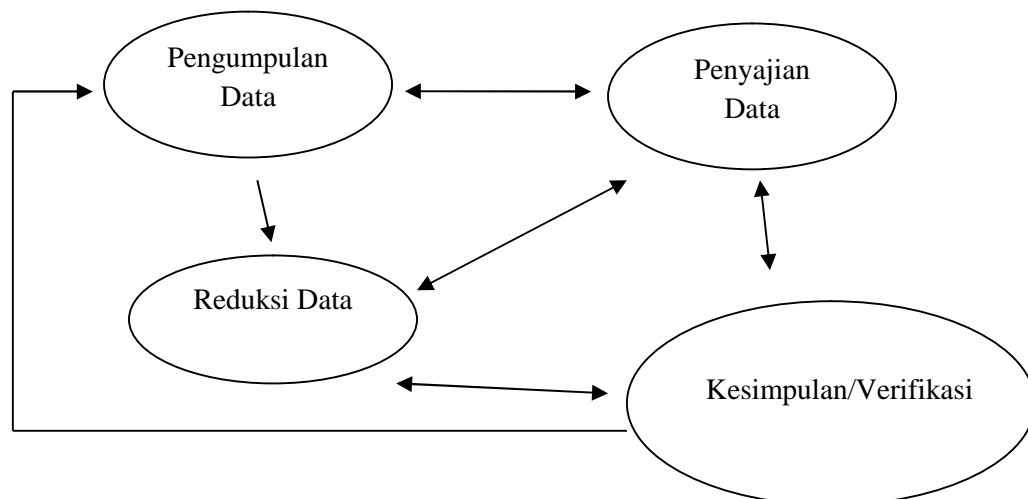 Pengumpulan
Data
Penyajian
Data
Reduksi Data
Kesimpulan/Verifikasi